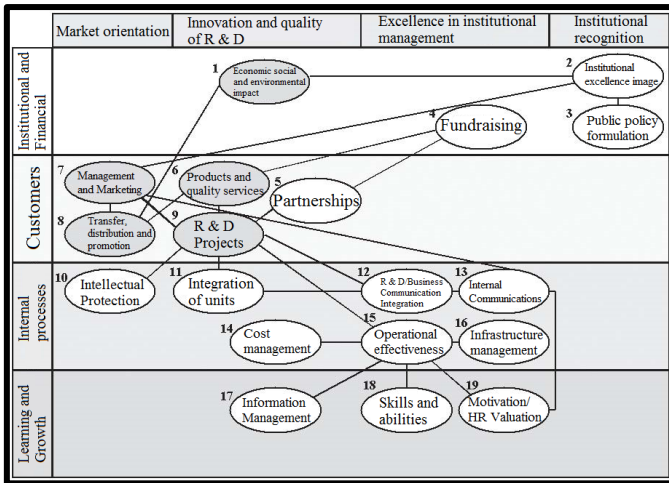 Market orientation
Innovation and quality
of R & D
Excellence in institutional
management
Institutional
recognition
Institutional and
Financial
1
Economic social
and environmental
impact
2
Institutional
excellence image
4
Fundraising
3
Public policy
formulation
Customers
7
Management
and Marketing
6
Products and
quality services
5
Partnerships
8
Transfer,
distribution and
promotion
9
R & D
Projects
Internal
processes
10
Intellectual
Protection
11
Integration
of units
12
R & D/Business
Communication
Integration
13
Internal
Communications
14
Cost
management
15
Operational
effectiveness
16
Infrastructure
management
Learning and
Growth
17
Information
Management
18
Skills and
abilities
19
Motivation/
HR Valuation